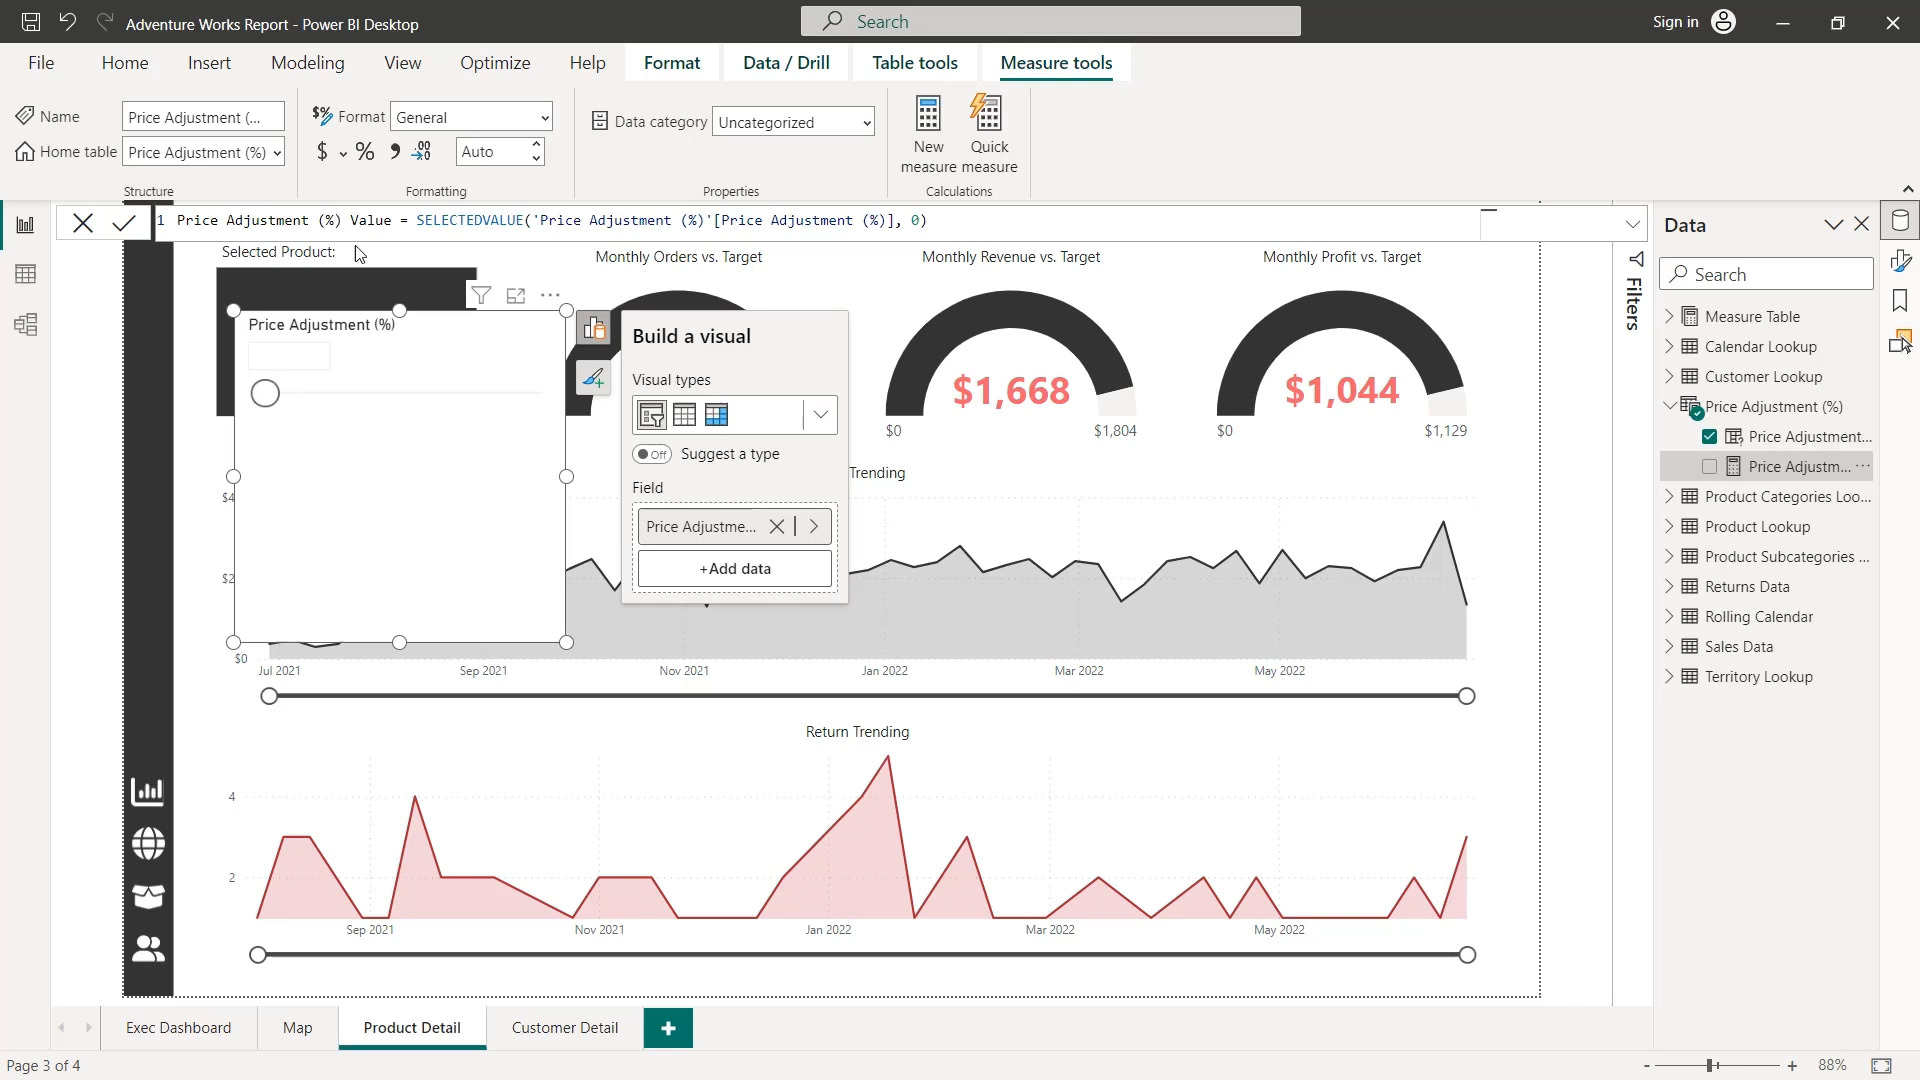 Adventure Works Report - Power BI Desktop
Search
Sign in
File Home Insert Modeling View Optimize Help Format Data / Drill Table tools Measure tools
Name Price Adjustment (...
Home table Price Adjustment (%)
Structure
Format General
$ % , .00 Auto
Formatting
Data category Uncategorized
Properties
New measure
Quick measure
Calculations
1 Price Adjustment (%) Value = SELECTEDVALUE('Price Adjustment (%)'[Price Adjustment (%)], 0)
Selected Product:
Monthly Orders vs. Target
Monthly Revenue vs. Target
Monthly Profit vs. Target
Price Adjustment (%)
Build a visual
Visual types
Off Suggest a type
Field
Price Adjustme...
+Add data
$1,668
$0 $1,804
$1,044
$0 $1,129
Trending
$4
$2
$0
Jul 2021 Sep 2021 Nov 2021 Jan 2022 Mar 2022 May 2022
Return Trending
4
2
Sep 2021 Nov 2021 Jan 2022 Mar 2022 May 2022
Filters
Data
Search
Measure Table
Calendar Lookup
Customer Lookup
Price Adjustment (%)
Price Adjustment...
Price Adjustm... ...
Product Categories Loo...
Product Lookup
Product Subcategories ...
Returns Data
Rolling Calendar
Sales Data
Territory Lookup
Exec Dashboard Map Product Detail Customer Detail +
Page 3 of 4
- + 88%